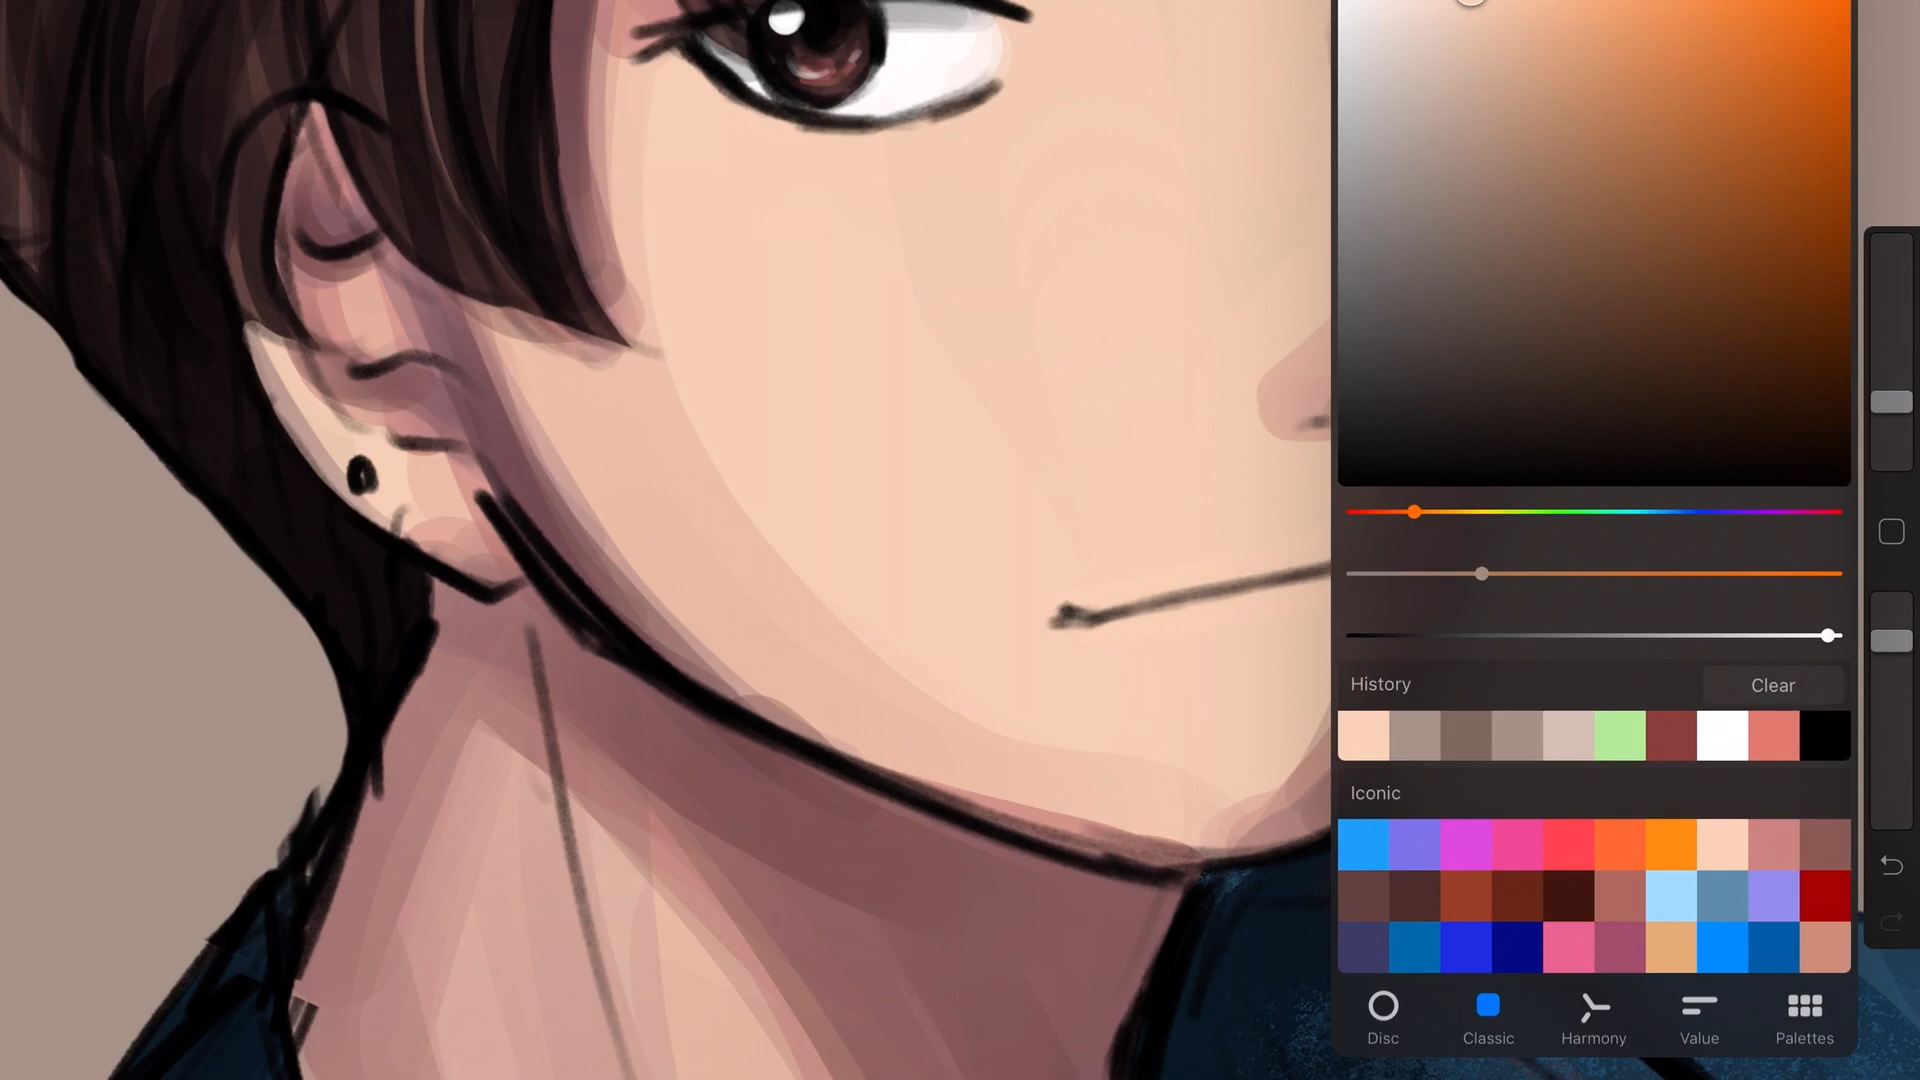 History
Clear
Iconic
Disc
Classic
Harmony
Value
Palettes